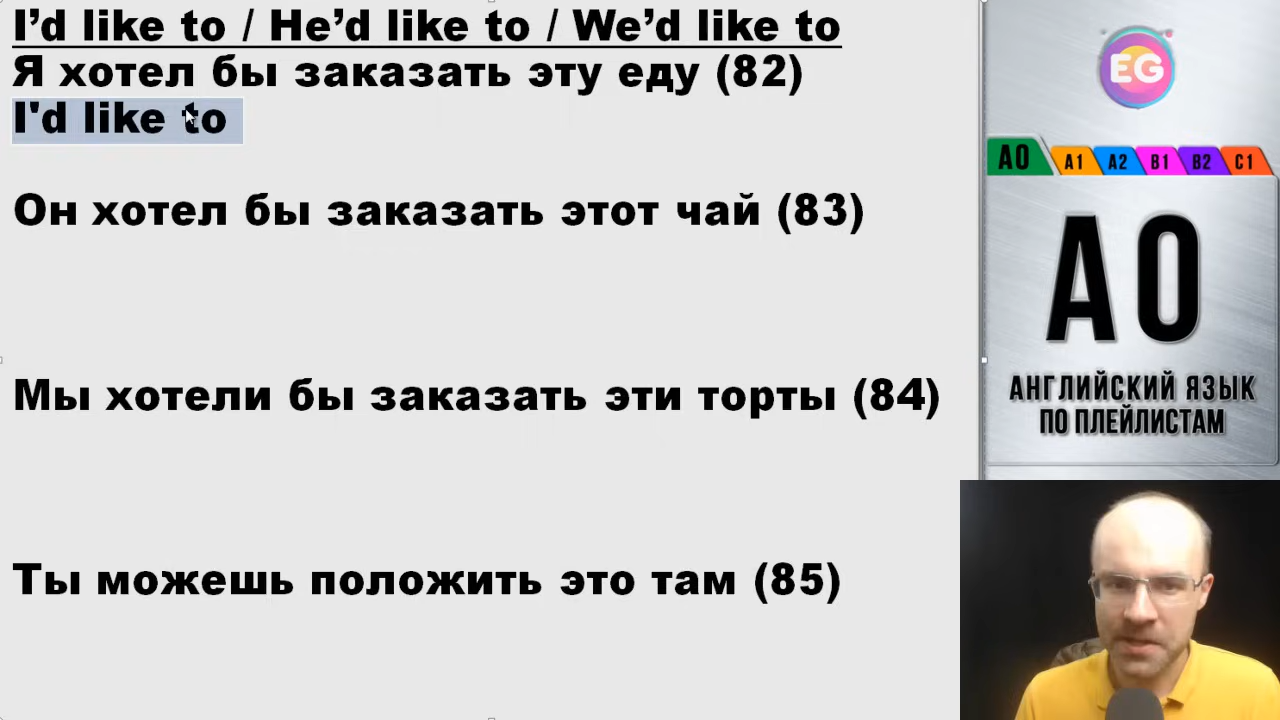 I’d like to / He’d like to / We’d like to
Я хотел бы заказать эту еду (82)
I'd like to
Он хотел бы заказать этот чай (83)
Мы хотели бы заказать эти торты (84)
Ты можешь положить это там (85)
EG
A0 A1 A2 B1 B2 C1
A0
АНГЛИЙСКИЙ ЯЗЫК
ПО ПЛЕЙЛИСТАМ